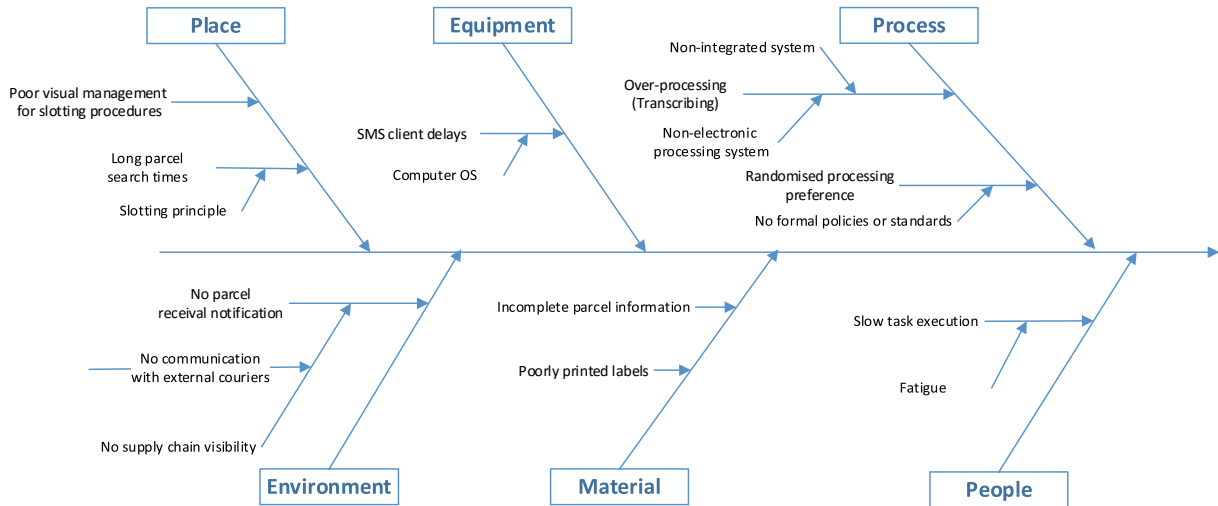 Place
Equipment
Process
Non-integrated system
Poor visual management
for slotting procedures
Over-processing
(Transcribing)
SMS client delays
Non-electronic
processing system
Long parcel
search times
Computer OS
Randomised processing
preference
Slotting principle
No formal policies or standards
No parcel
receival notification
Incomplete parcel information
Slow task execution
No communication
with external couriers
Poorly printed labels
Fatigue
No supply chain visibility
Environment
Material
People